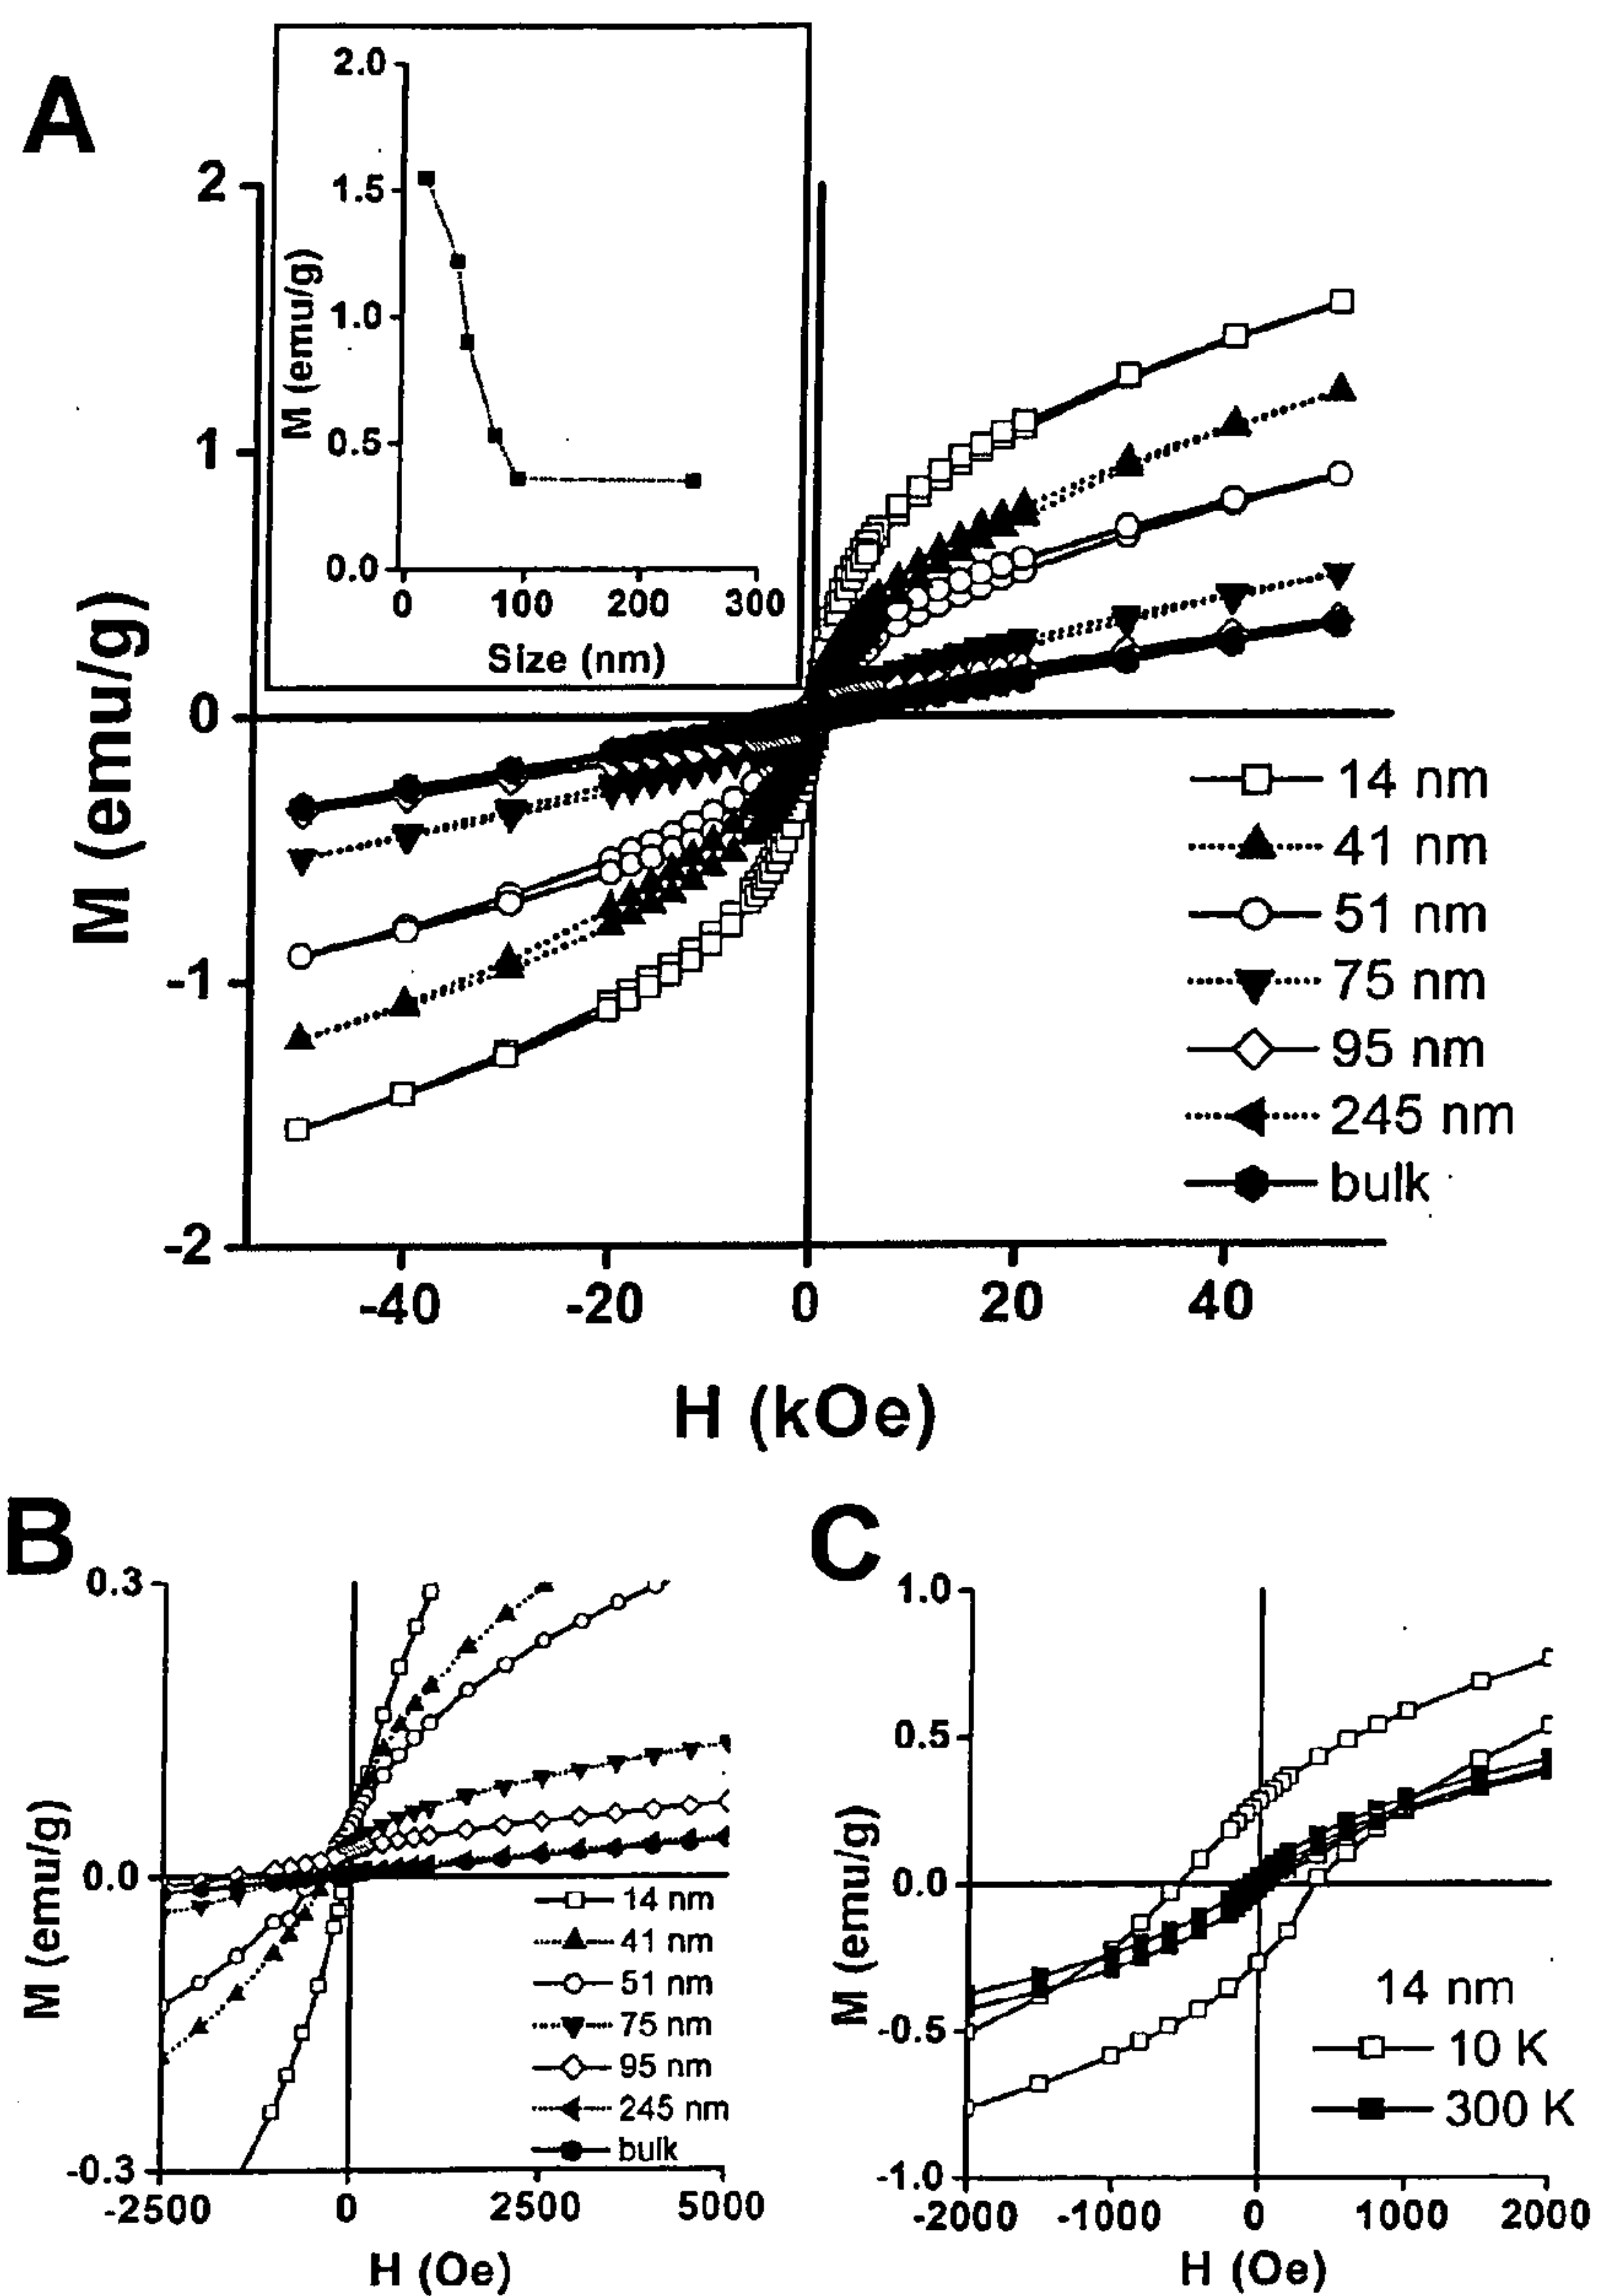 A
2
1
0
-1
-2
M (emu/g)
-40 -20 0 20 40
H (kOe)
2.0
1.5
1.0
0.5
0.0
M (emu/g)
0 100 200 300
Size (nm)
14 nm
41 nm
51 nm
75 nm
95 nm
245 nm
bulk
B
0.3
0.0
-0.3
M (emu/g)
-2500 0 2500 5000
H (Oe)
14 nm
41 nm
51 nm
75 nm
95 nm
245 nm
bulk
C
1.0
0.5
0.0
-0.5
-1.0
M (emu/g)
-2000 -1000 0 1000 2000
H (Oe)
14 nm
10 K
300 K